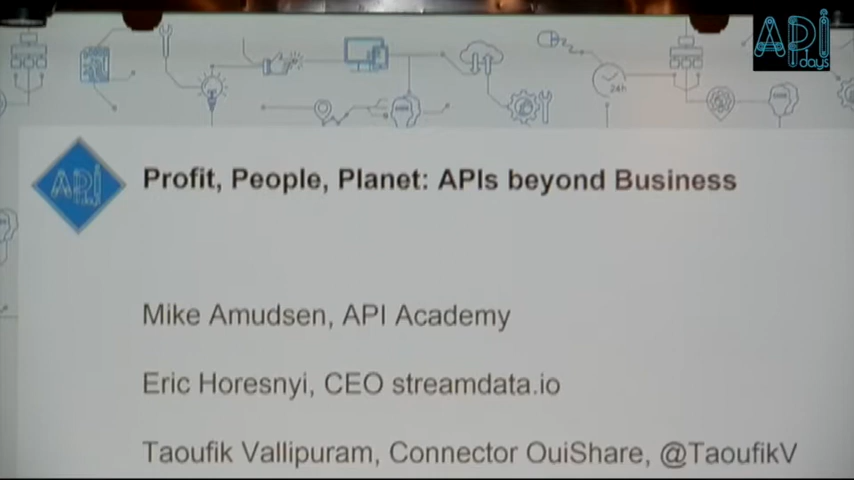 API
days
API
Profit, People, Planet: APIs beyond Business
Mike Amudsen, API Academy
Eric Horesnyi, CEO streamdata.io
Taoufik Vallipuram, Connector OuiShare, @TaoufikV
24h